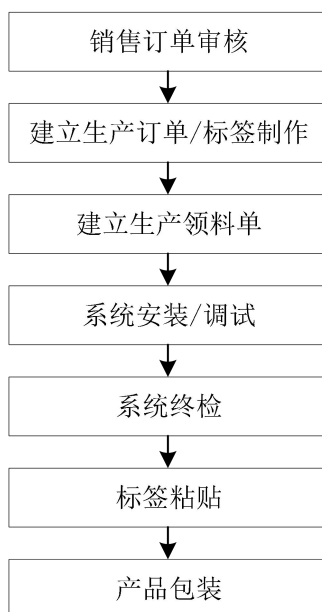 销售订单审核
建立生产订单/标签制作
建立生产领料单
系统安装/调试
系统终检
标签粘贴
产品包装